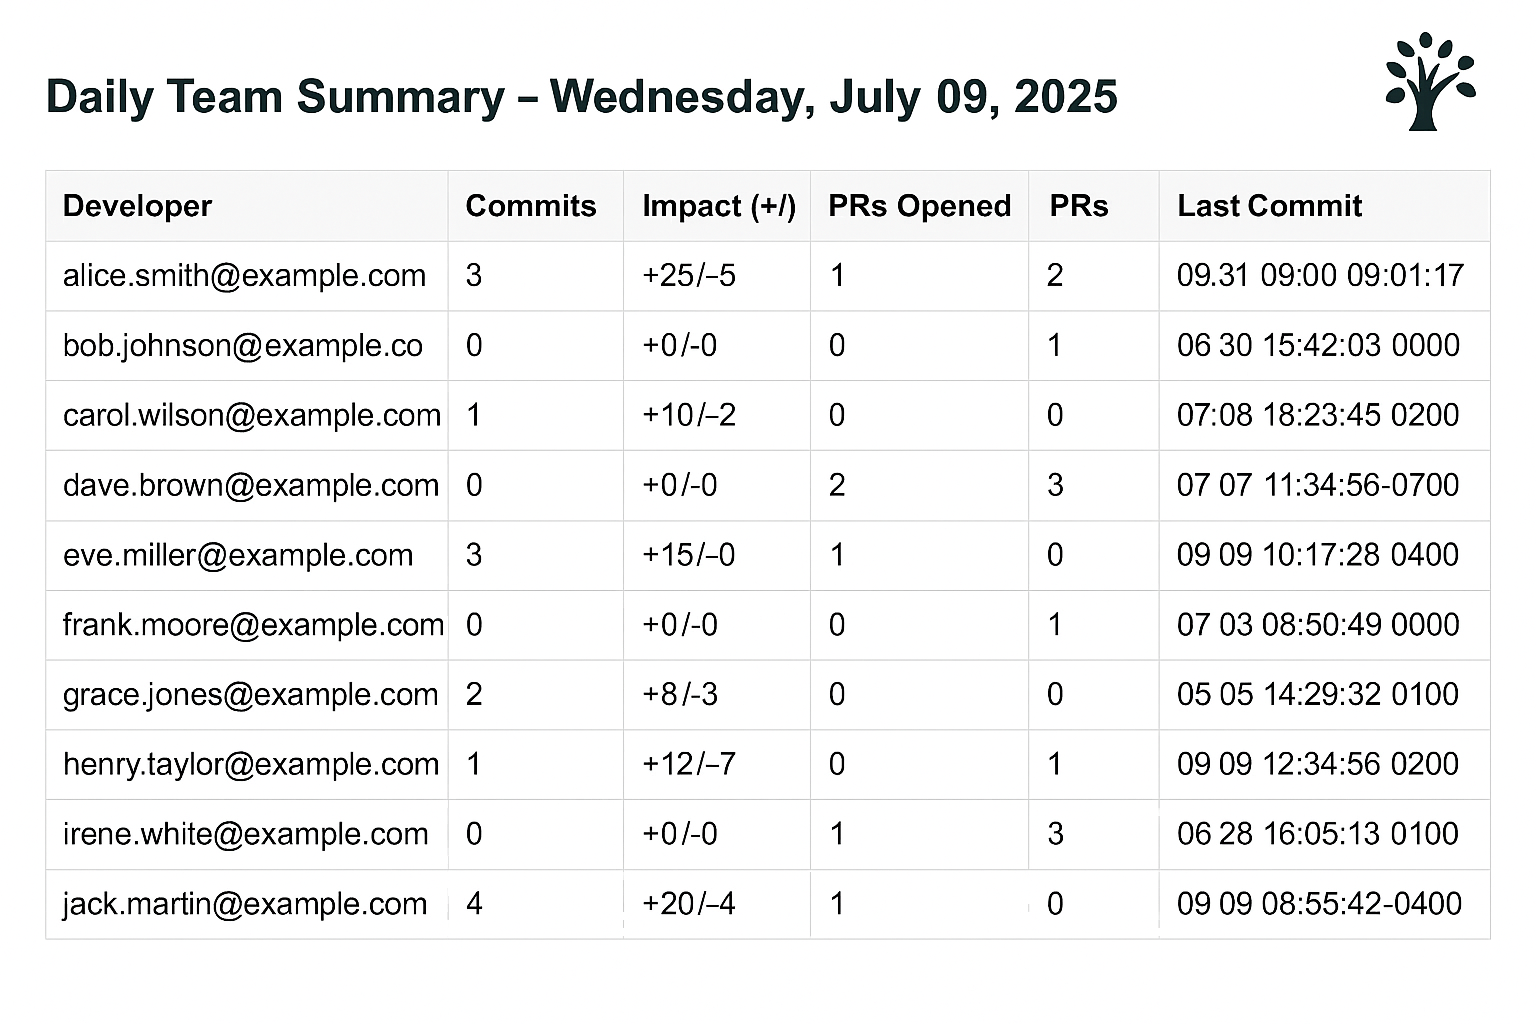 Daily Team Summary – Wednesday, July 09, 2025
Developer Commits Impact (+/) PRs Opened PRs Last Commit
alice.smith@example.com 3 +25/–5 1 2 09.31 09:00 09:01:17
bob.johnson@example.co 0 +0/-0 0 1 06 30 15:42:03 0000
carol.wilson@example.com 1 +10/–2 0 0 07:08 18:23:45 0200
dave.brown@example.com 0 +0/-0 2 3 07 07 11:34:56-0700
eve.miller@example.com 3 +15/–0 1 0 09 09 10:17:28 0400
frank.moore@example.com 0 +0/-0 0 1 07 03 08:50:49 0000
grace.jones@example.com 2 +8/-3 0 0 05 05 14:29:32 0100
henry.taylor@example.com 1 +12/–7 0 1 09 09 12:34:56 0200
irene.white@example.com 0 +0/-0 1 3 06 28 16:05:13 0100
jack.martin@example.com 4 +20/–4 1 0 09 09 08:55:42-0400